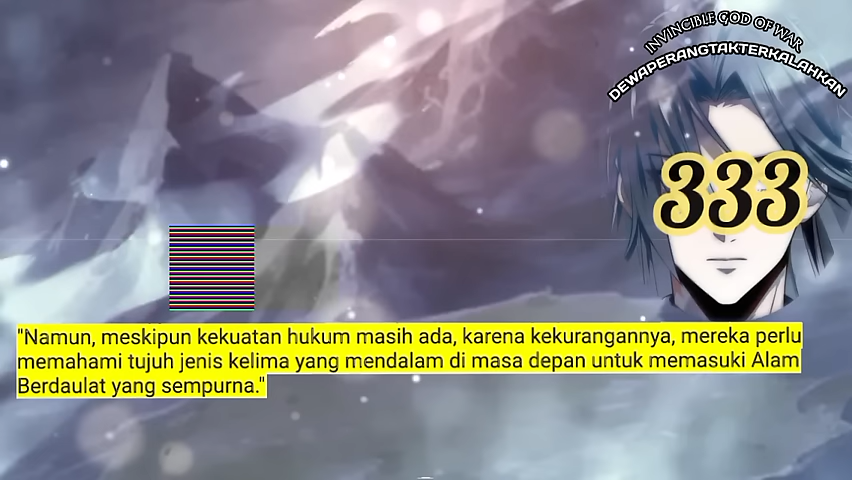 INVINCIBLE GOD OF WAR
DEWAPERANGTAKTERKALAHKAN
333
"Namun, meskipun kekuatan hukum masih ada, karena kekurangannya, mereka perlu
memahami tujuh jenis kelima yang mendalam di masa depan untuk memasuki Alam
Berdaulat yang sempurna."